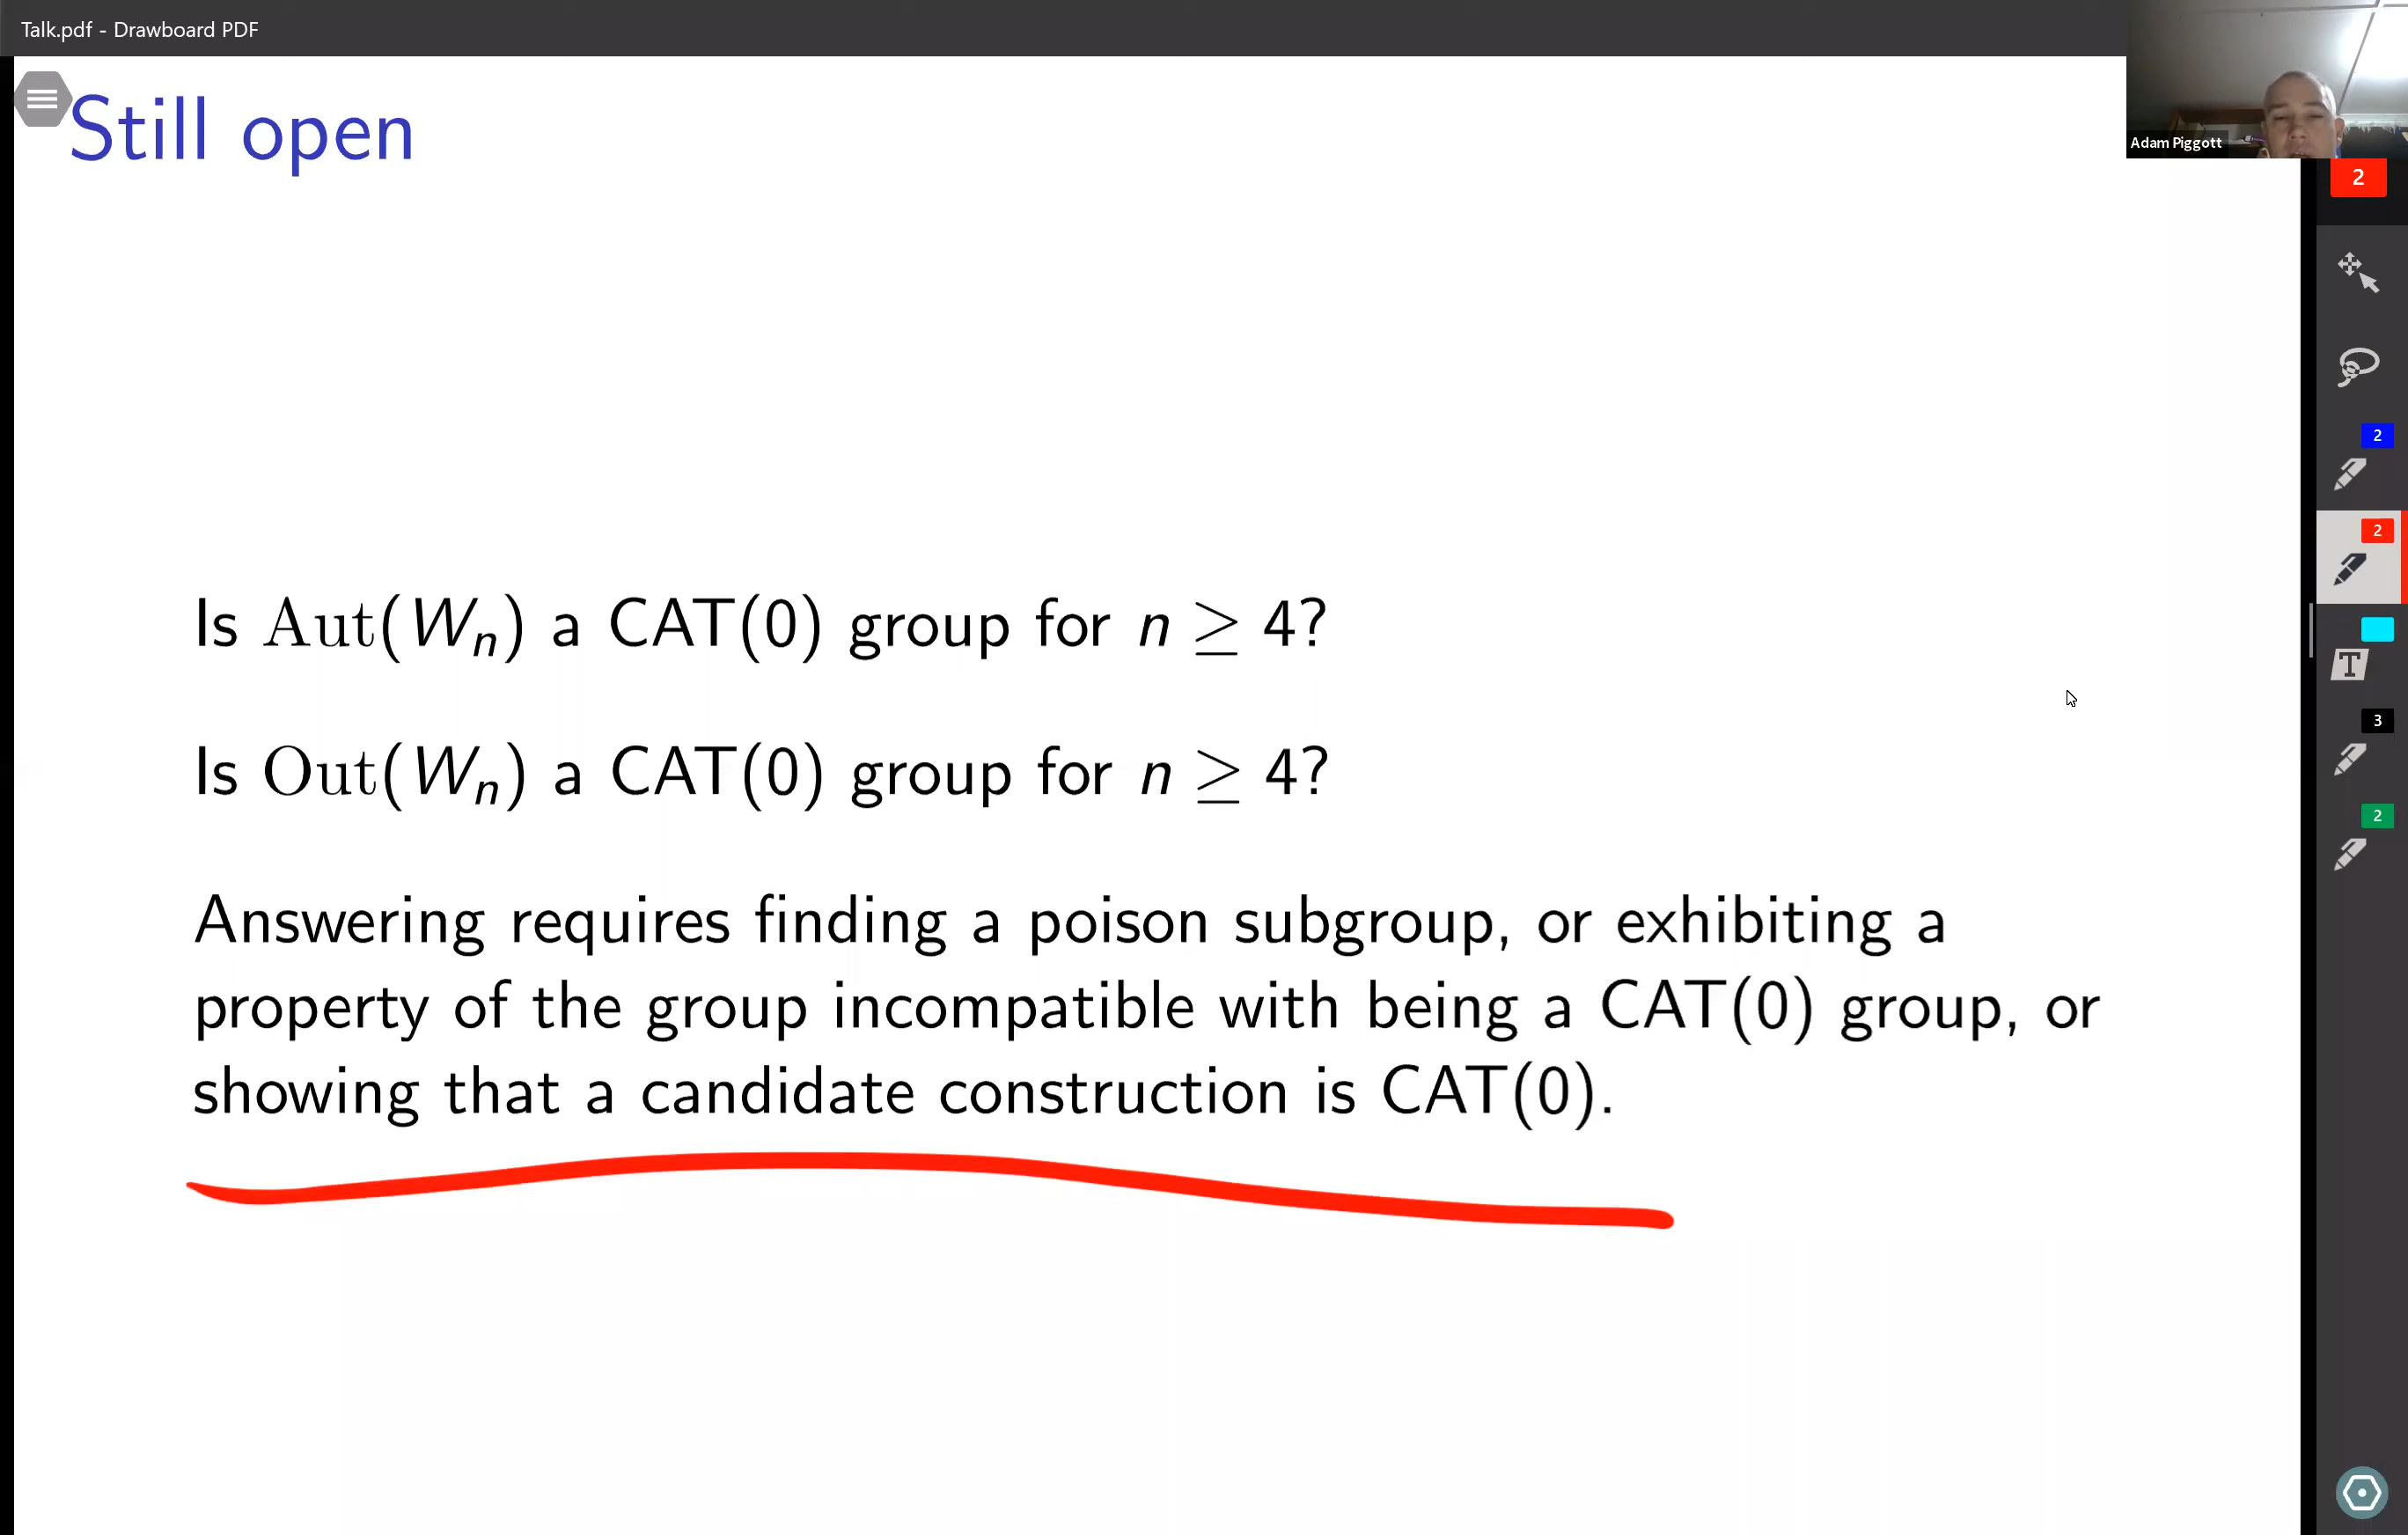 Talk.pdf - Drawboard PDF
Still open
Adam Piggott
2
2
2
Is Aut(Wₙ) a CAT(0) group for n ≥ 4?
T
3
Is Out(Wₙ) a CAT(0) group for n ≥ 4?
2
Answering requires finding a poison subgroup, or exhibiting a
property of the group incompatible with being a CAT(0) group, or
showing that a candidate construction is CAT(0).